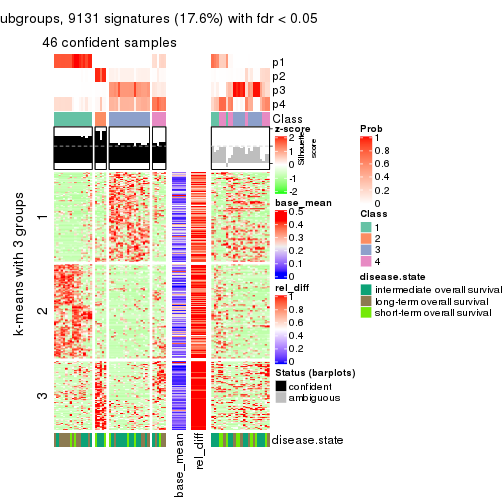 ubgroups, 9131 signatures (17.6%) with fdr < 0.05
46 confident samples
p1
p2
p3
p4
Class
Silhouette
score
k-means with 3 groups
1
2
3
base_mean
rel_diff
disease.state
z-score
2
1
0
-1
-2
base_mean
0.5
0.4
0.3
0.2
0.1
0
rel_diff
1
0.8
0.6
0.4
0.2
0
Status (barplots)
confident
ambiguous
Prob
1
0.8
0.6
0.4
0.2
0
Class
1
2
3
4
disease.state
intermediate overall survival
long-term overall survival
short-term overall survival